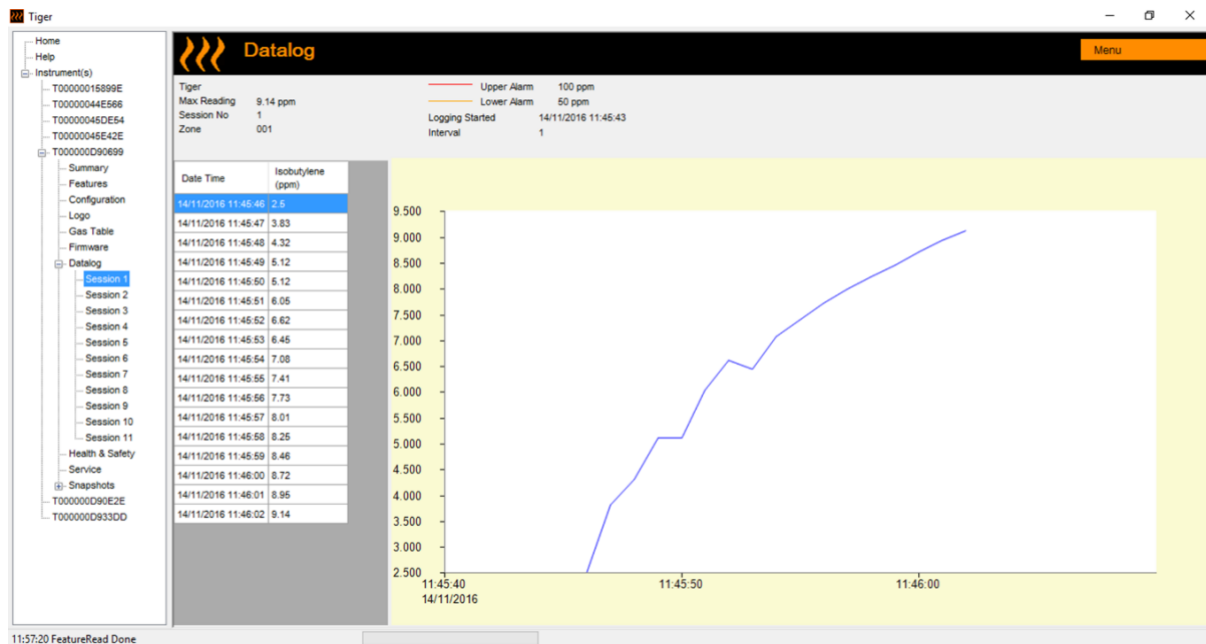 Tiger
Home
Help
Instrument(s)
T00000015899E
T00000044E566
T00000045DE54
T00000045E42E
T000000D90699
Summary
Features
Configuration
Logo
Gas Table
Firmware
Datalog
Session 1
Session 2
Session 3
Session 4
Session 5
Session 6
Session 7
Session 8
Session 9
Session 10
Session 11
Health & Safety
Service
Snapshots
T000000D90E2E
T000000D933DD
Datalog
Menu
Tiger
Max Reading 9.14 ppm
Session No 1
Zone 001
Upper Alarm 100 ppm
Lower Alarm 50 ppm
Logging Started 14/11/2016 11:45:43
Interval 1
Date Time Isobutylene (ppm)
14/11/2016 11:45:46 2.5
14/11/2016 11:45:47 3.83
14/11/2016 11:45:48 4.32
14/11/2016 11:45:49 5.12
14/11/2016 11:45:50 5.12
14/11/2016 11:45:51 6.05
14/11/2016 11:45:52 6.62
14/11/2016 11:45:53 6.45
14/11/2016 11:45:54 7.08
14/11/2016 11:45:55 7.41
14/11/2016 11:45:56 7.73
14/11/2016 11:45:57 8.01
14/11/2016 11:45:58 8.25
14/11/2016 11:45:59 8.46
14/11/2016 11:46:00 8.72
14/11/2016 11:46:01 8.95
14/11/2016 11:46:02 9.14
9.500
9.000
8.500
8.000
7.500
7.000
6.500
6.000
5.500
5.000
4.500
4.000
3.500
3.000
2.500
11:45:40 11:45:50 11:46:00
14/11/2016
11:57:20 FeatureRead Done